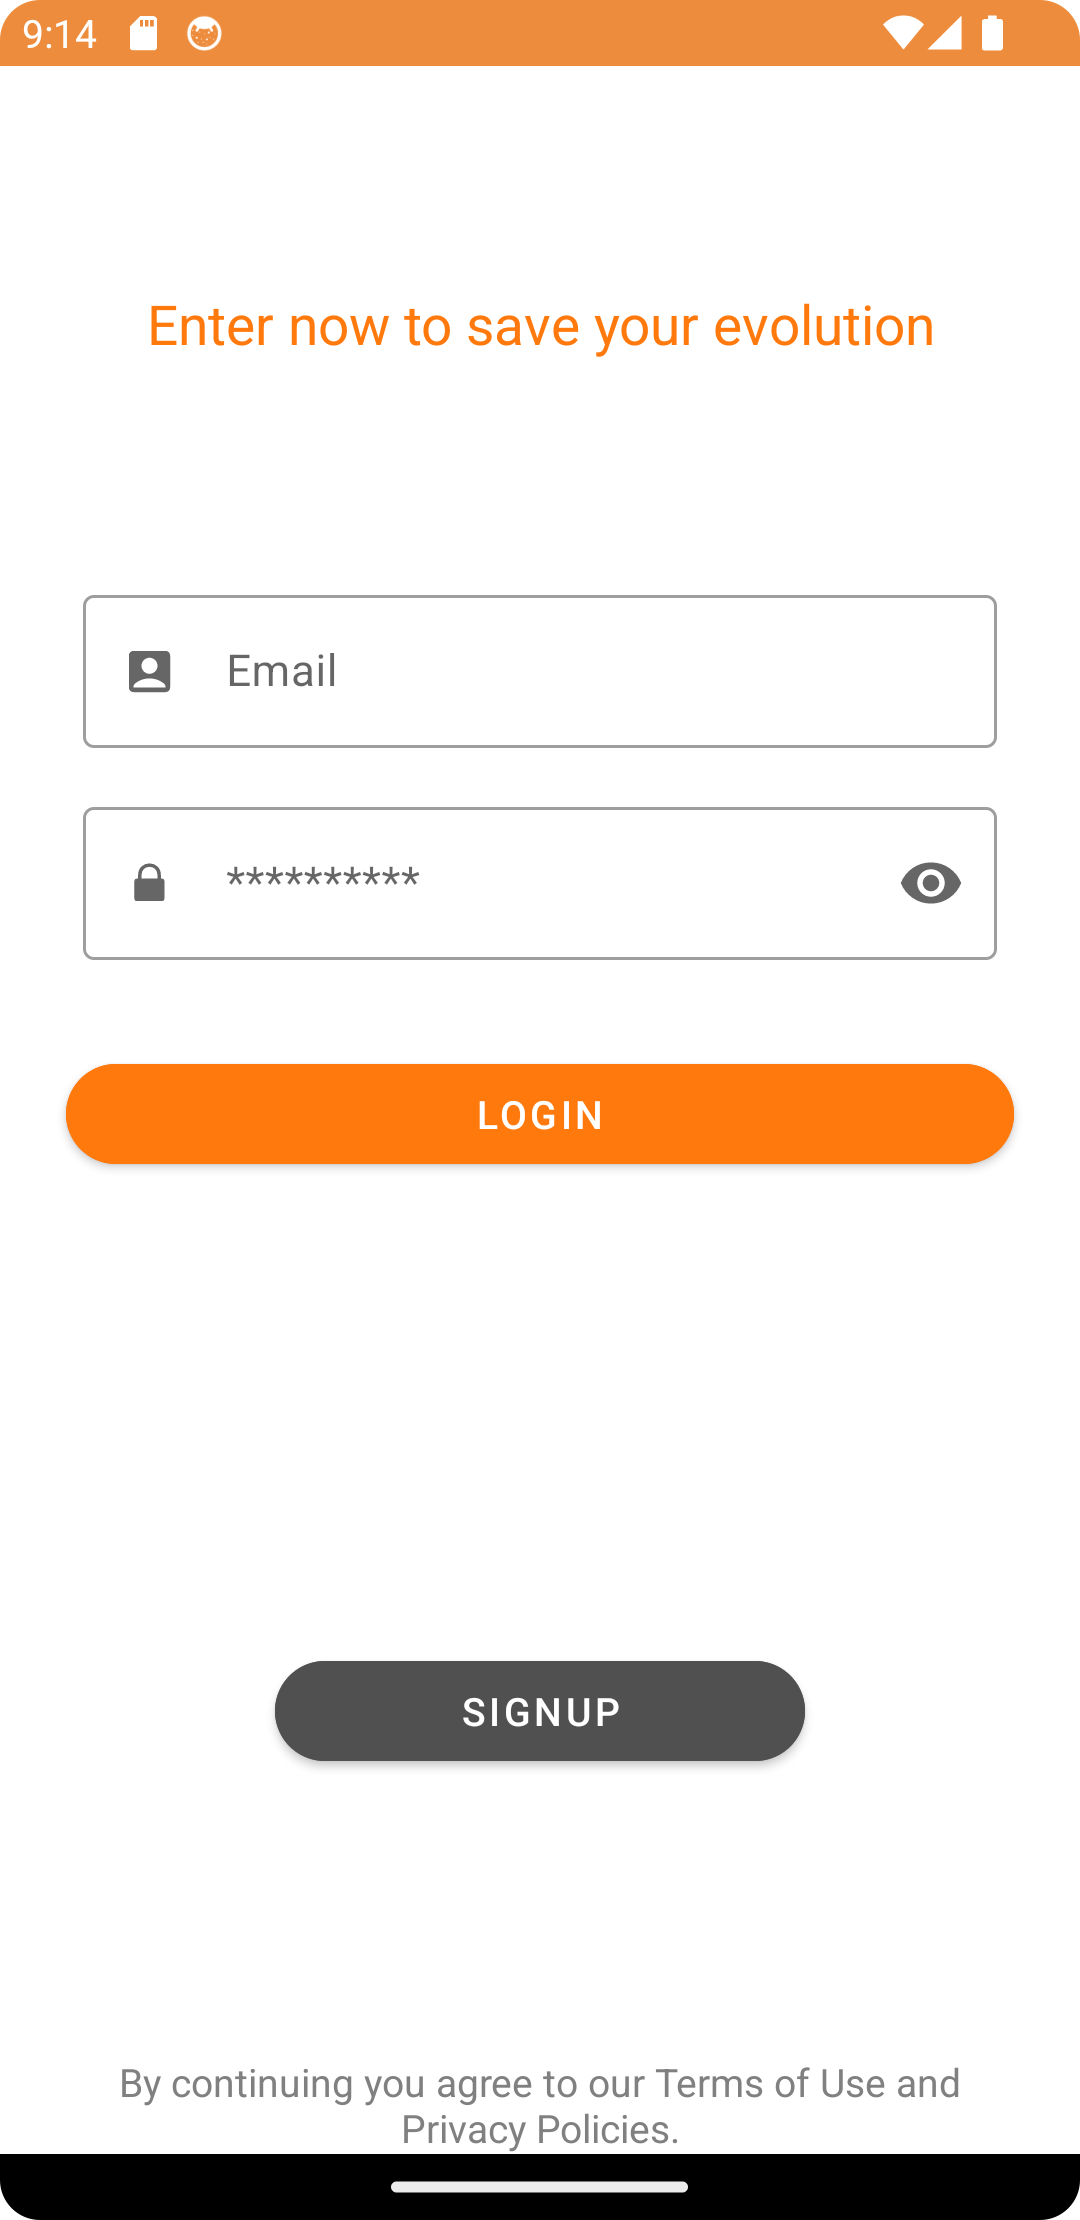 9:14
Enter now to save your evolution
Email
**********
LOGIN
SIGNUP
By continuing you agree to our Terms of Use and
Privacy Policies.